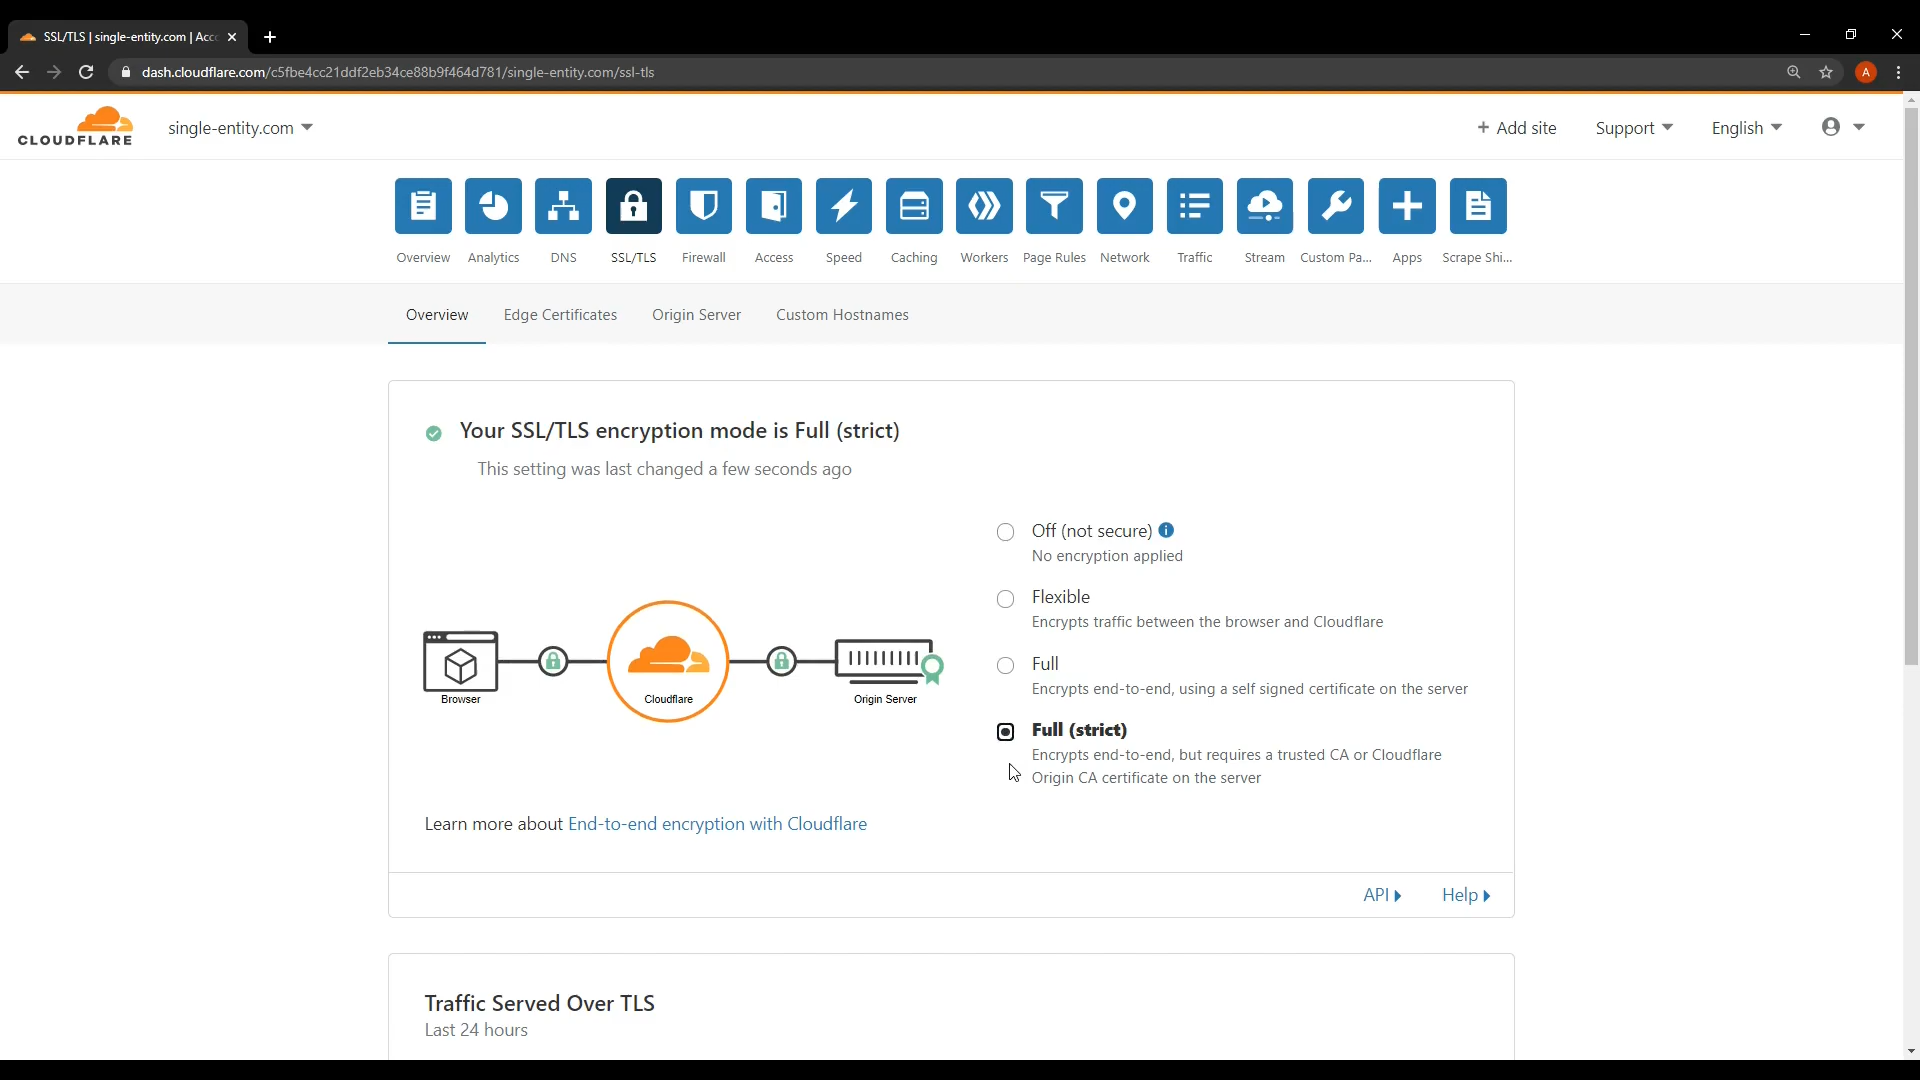 SSL/TLS | single-entity.com | Acc
dash.cloudflare.com/c5fbe4cc21ddf2eb34ce88b9f464d781/single-entity.com/ssl-tls
A
CLOUDFLARE
single-entity.com
+ Add site
Support
English
Overview
Analytics
DNS
SSL/TLS
Firewall
Access
Speed
Caching
Workers
Page Rules
Network
Traffic
Stream
Custom Pa...
Apps
Scrape Shi...
Overview
Edge Certificates
Origin Server
Custom Hostnames
Your SSL/TLS encryption mode is Full (strict)
This setting was last changed a few seconds ago
Browser
Cloudflare
Origin Server
Off (not secure)
No encryption applied
Flexible
Encrypts traffic between the browser and Cloudflare
Full
Encrypts end-to-end, using a self signed certificate on the server
Full (strict)
Encrypts end-to-end, but requires a trusted CA or Cloudflare
Origin CA certificate on the server
Learn more about End-to-end encryption with Cloudflare
API
Help
Traffic Served Over TLS
Last 24 hours